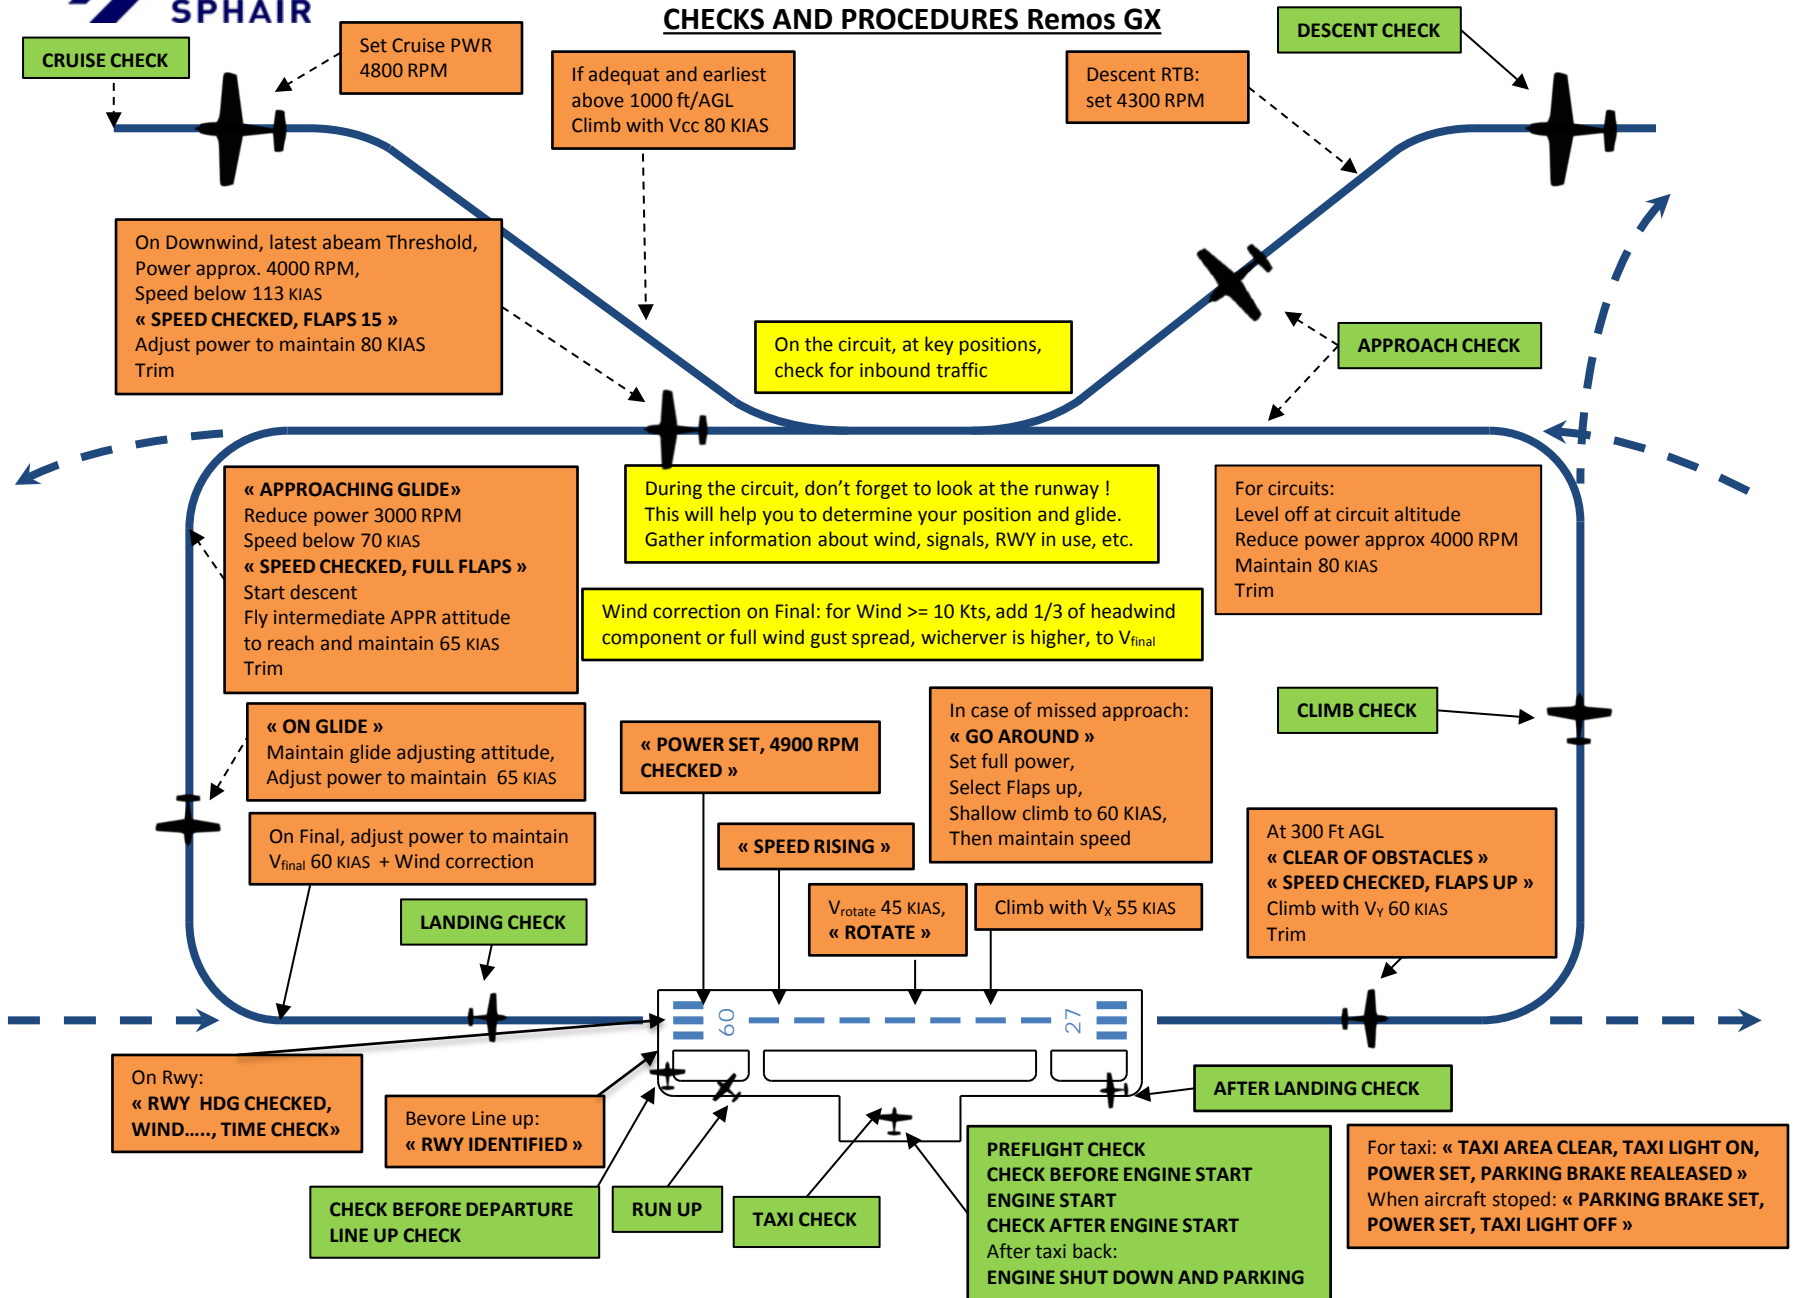 SPHAIR
CHECKS AND PROCEDURES Remos GX
CRUISE CHECK
Set Cruise PWR
4800 RPM
If adequat and earliest
above 1000 ft/AGL
Climb with Vcc 80 KIAS
Descent RTB:
set 4300 RPM
DESCENT CHECK
On Downwind, latest abeam Threshold,
Power approx. 4000 RPM,
Speed below 113 KIAS
« SPEED CHECKED, FLAPS 15 »
Adjust power to maintain 80 KIAS
Trim
On the circuit, at key positions,
check for inbound traffic
APPROACH CHECK
« APPROACHING GLIDE»
Reduce power 3000 RPM
Speed below 70 KIAS
« SPEED CHECKED, FULL FLAPS »
Start descent
Fly intermediate APPR attitude
to reach and maintain 65 KIAS
Trim
During the circuit, don’t forget to look at the runway !
This will help you to determine your position and glide.
Gather information about wind, signals, RWY in use, etc.
For circuits:
Level off at circuit altitude
Reduce power approx 4000 RPM
Maintain 80 KIAS
Trim
Wind correction on Final: for Wind >= 10 Kts, add 1/3 of headwind
component or full wind gust spread, wicherver is higher, to Vfinal
« ON GLIDE »
Maintain glide adjusting attitude,
Adjust power to maintain 65 KIAS
« POWER SET, 4900 RPM
CHECKED »
In case of missed approach:
« GO AROUND »
Set full power,
Select Flaps up,
Shallow climb to 60 KIAS,
Then maintain speed
CLIMB CHECK
On Final, adjust power to maintain
Vfinal 60 KIAS + Wind correction
« SPEED RISING »
At 300 Ft AGL
« CLEAR OF OBSTACLES »
« SPEED CHECKED, FLAPS UP »
Climb with VY 60 KIAS
Trim
LANDING CHECK
Vrotate 45 KIAS,
« ROTATE »
Climb with VX 55 KIAS
60
27
On Rwy:
« RWY HDG CHECKED,
WIND....., TIME CHECK»
Bevore Line up:
« RWY IDENTIFIED »
AFTER LANDING CHECK
CHECK BEFORE DEPARTURE
LINE UP CHECK
RUN UP
TAXI CHECK
PREFLIGHT CHECK
CHECK BEFORE ENGINE START
ENGINE START
CHECK AFTER ENGINE START
After taxi back:
ENGINE SHUT DOWN AND PARKING
For taxi: « TAXI AREA CLEAR, TAXI LIGHT ON,
POWER SET, PARKING BRAKE REALEASED »
When aircraft stoped: « PARKING BRAKE SET,
POWER SET, TAXI LIGHT OFF »